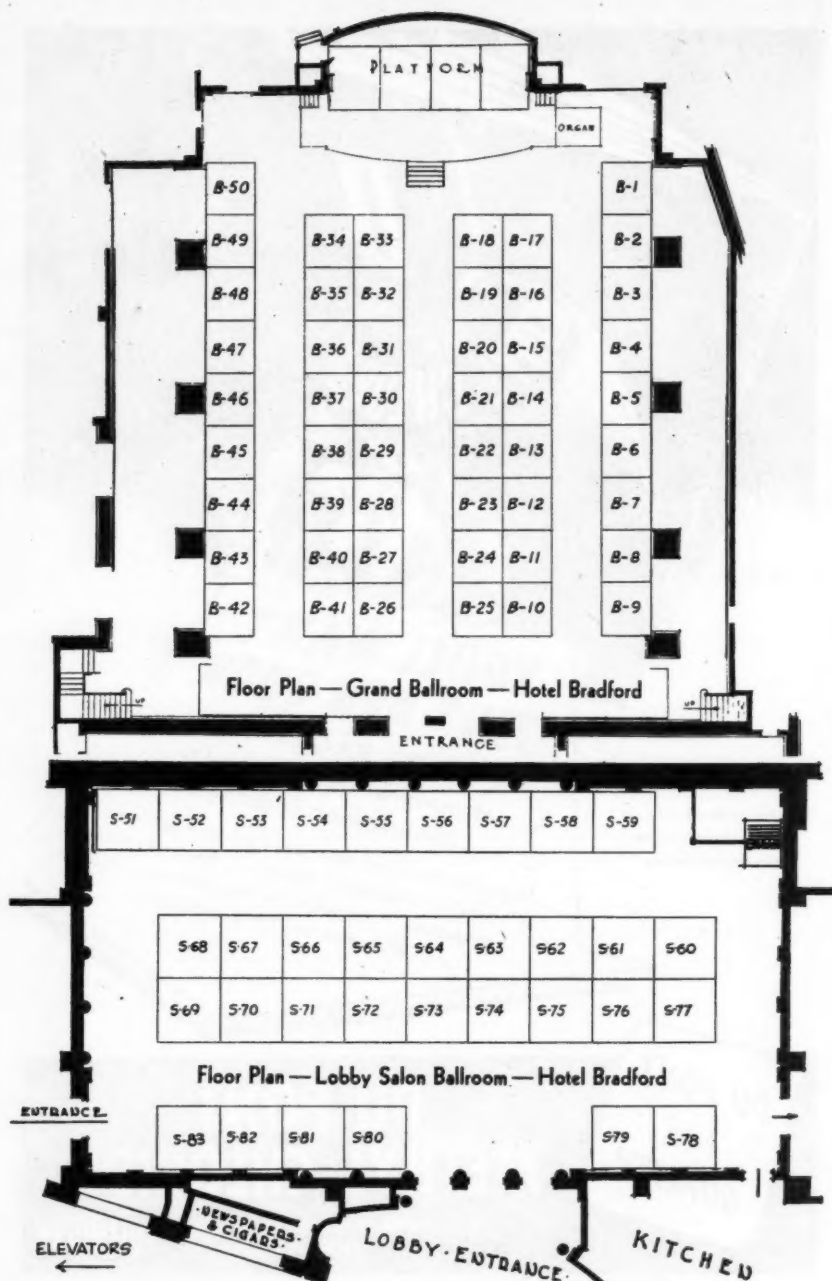 PLATFORM
ORGAN
B-50 B-1
B-49 B-34 B-33 B-18 B-17 B-2
B-48 B-35 B-32 B-19 B-16 B-3
B-47 B-36 B-31 B-20 B-15 B-4
B-46 B-37 B-30 B-21 B-14 B-5
B-45 B-38 B-29 B-22 B-13 B-6
B-44 B-39 B-28 B-23 B-12 B-7
B-43 B-40 B-27 B-24 B-11 B-8
B-42 B-41 B-26 B-25 B-10 B-9
Floor Plan — Grand Ballroom — Hotel Bradford
UP UP
ENTRANCE
S-51 S-52 S-53 S-54 S-55 S-56 S-57 S-58 S-59
S-68 S-67 S-66 S-65 S-64 S-63 S-62 S-61 S-60
S-69 S-70 S-71 S-72 S-73 S-74 S-75 S-76 S-77
Floor Plan — Lobby Salon Ballroom — Hotel Bradford
ENTRANCE
S-83 S-82 S-81 S-80 S-79 S-78
·NEWSPAPERS·
& CIGARS·
ELEVATORS
LOBBY·ENTRANCE·
KITCHEN